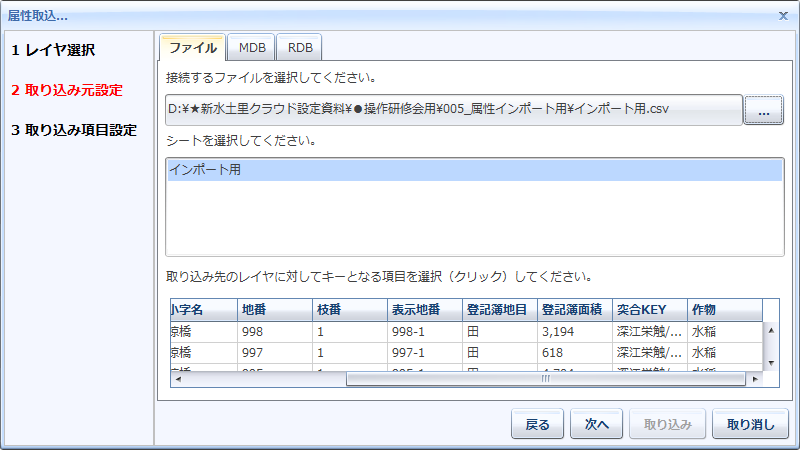 属性取込...
1 レイヤ選択
2 取り込み元設定
3 取り込み項目設定
ファイル MDB RDB
接続するファイルを選択してください。
D:¥★新水土里クラウド設定資料¥●操作研修会用¥005_属性インポート用¥インポート用.csv
...
シートを選択してください。
インポート用
取り込み先のレイヤに対してキーとなる項目を選択（クリック）してください。
小字名 地番 枝番 表示地番 登記簿地目 登記簿面積 突合KEY 作物
橋 998 1 998-1 田 3,194 深江栄触/... 水稲
橋 997 1 997-1 田 618 深江栄触/... 水稲
戻る 次へ 取り込み 取り消し